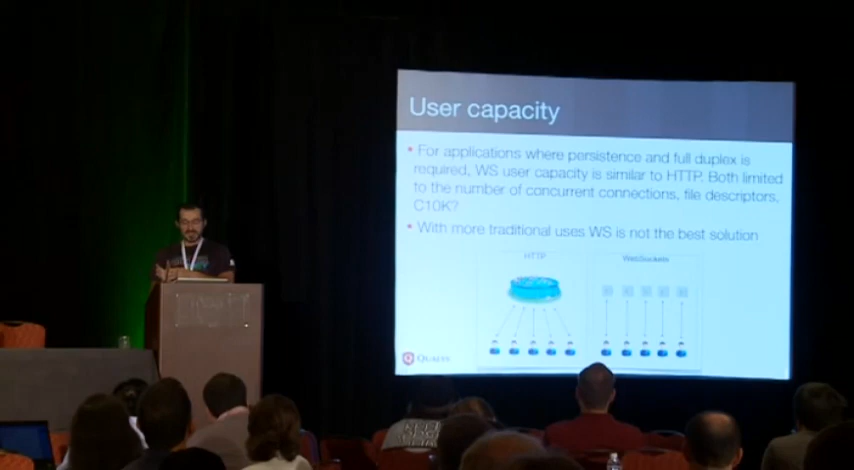 User capacity
• For applications where persistence and full duplex is
required, WS user capacity is similar to HTTP. Both limited
to the number of concurrent connections, file descriptors,
C10K?
• With more traditional uses WS is not the best solution
HTTP
WebSockets
QUALYS